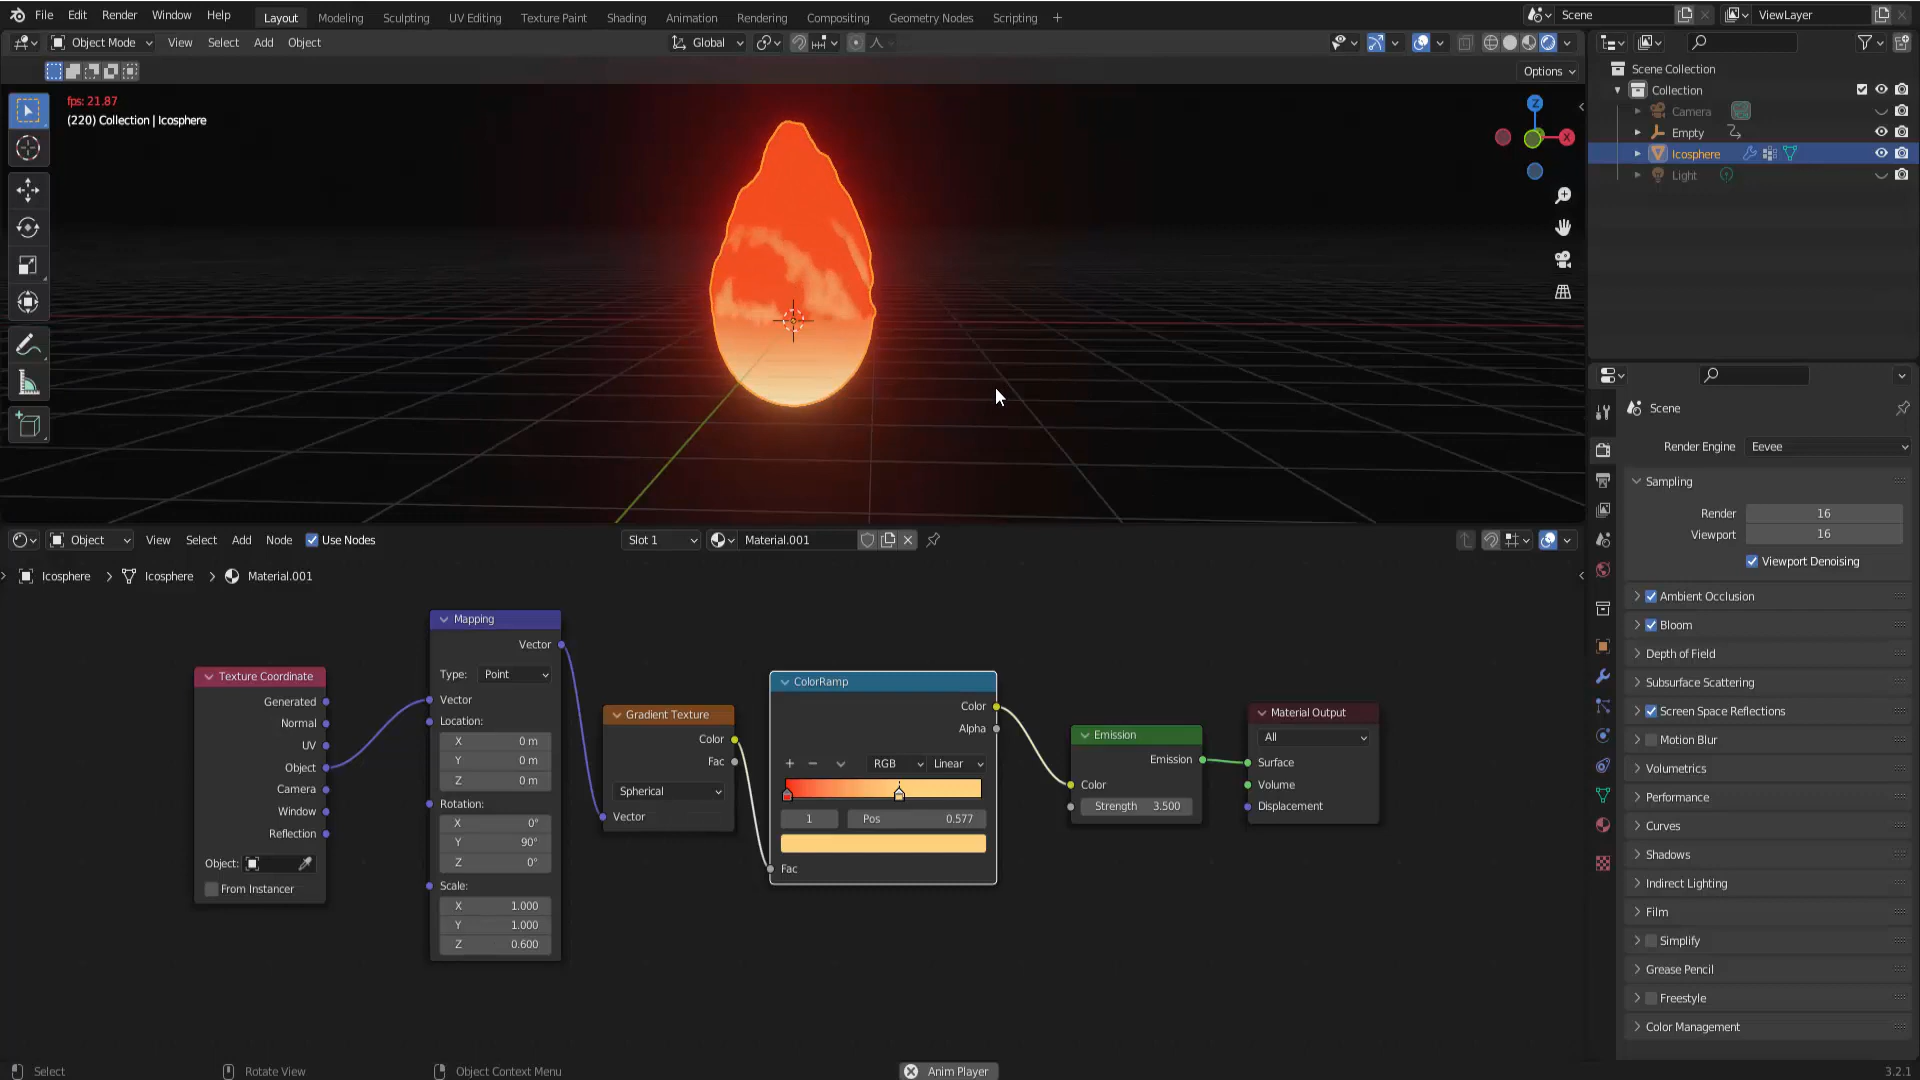 File Edit Render Window Help Layout Modeling Sculpting UV Editing Texture Paint Shading Animation Rendering Compositing Geometry Nodes Scripting + Scene ViewLayer
Object Mode View Select Add Object Global
Options
fps: 21.87
(220) Collection | Icosphere
Z
X
Scene Collection
Collection
Camera
Empty
Icosphere
Light
Scene
Render Engine Eevee
Sampling
Render 16
Viewport 16
Viewport Denoising
Ambient Occlusion
Bloom
Depth of Field
Subsurface Scattering
Screen Space Reflections
Motion Blur
Volumetrics
Performance
Curves
Shadows
Indirect Lighting
Film
Simplify
Grease Pencil
Freestyle
Color Management
Object View Select Add Object Node Use Nodes Slot 1 Material.001
Icosphere > Icosphere > Material.001
Texture Coordinate
Generated
Normal
UV
Object
Camera
Window
Reflection
Object:
From Instancer
Mapping
Vector
Type: Point
Vector
Location:
X 0 m
Y 0 m
Z 0 m
Rotation:
X 0°
Y 90°
Z 0°
Scale:
X 1.000
Y 1.000
Z 0.600
Gradient Texture
Color
Fac
Spherical
Vector
ColorRamp
Color
Alpha
+ − RGB Linear
1 Pos 0.577
Fac
Emission
Emission
Color
Strength 3.500
Material Output
All
Surface
Volume
Displacement
Select Rotate View Object Context Menu Anim Player 3.2.1